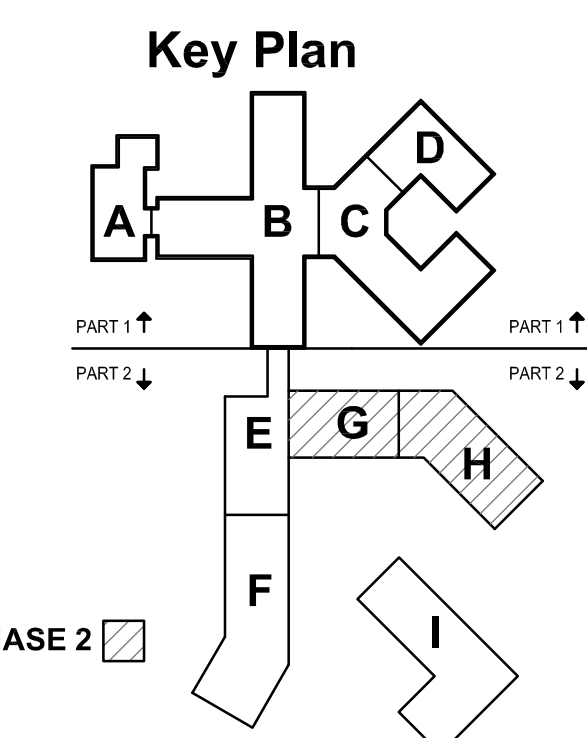 Key Plan
D
A B C
PART 1 PART 1
PART 2 PART 2
E G
H
F
I
ASE 2